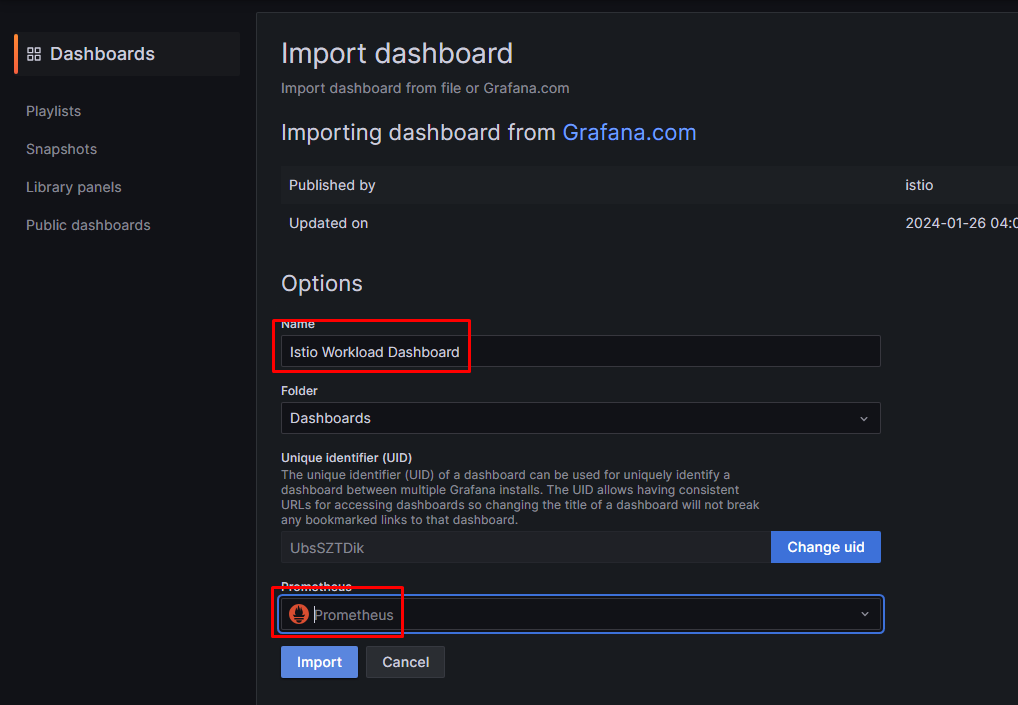 Dashboards
Playlists
Snapshots
Library panels
Public dashboards
Import dashboard
Import dashboard from file or Grafana.com
Importing dashboard from Grafana.com
Published by istio
Updated on 2024-01-26 04:0
Options
Name
Istio Workload Dashboard
Folder
Dashboards
Unique identifier (UID)
The unique identifier (UID) of a dashboard can be used for uniquely identify a
dashboard between multiple Grafana installs. The UID allows having consistent
URLs for accessing dashboards so changing the title of a dashboard will not break
any bookmarked links to that dashboard.
UbsSZTDik Change uid
Prometheus
Prometheus
Import Cancel